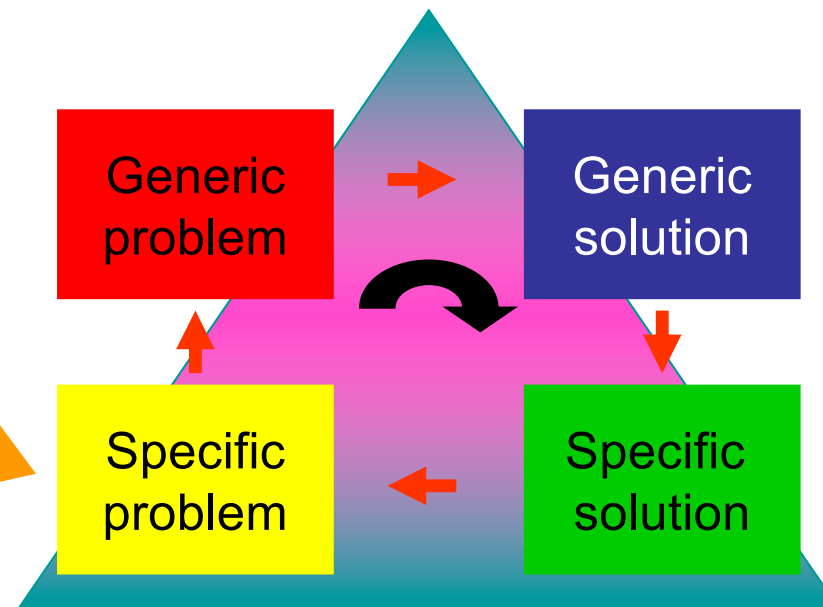 Generic
problem
Generic
solution
Specific
problem
Specific
solution